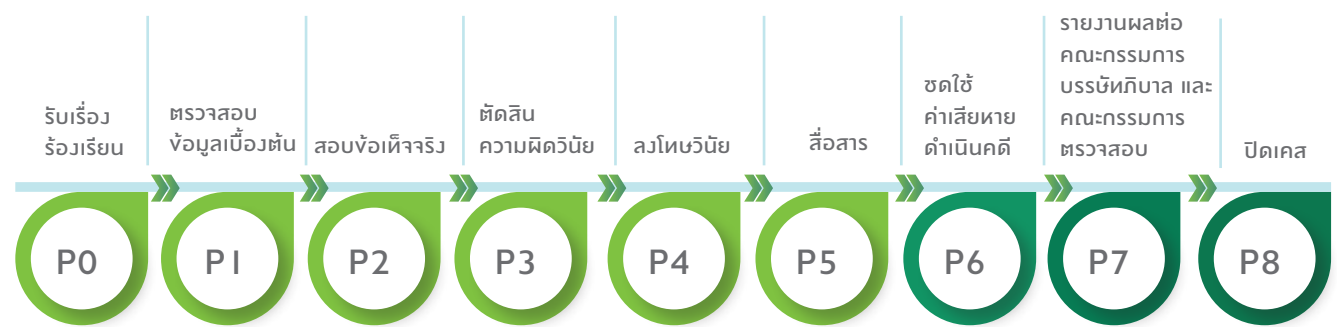 รับเรื่อง
ร้องเรียน
P0
ตรวจสอบ
ข้อมูลเบื้องต้น
P1
สอบข้อเท็จจริง
P2
ตัดสิน
ความผิดวินัย
P3
ลงโทษวินัย
P4
สื่อสาร
P5
ชดใช้
ค่าเสียหาย
ดำเนินคดี
P6
รายงานผลต่อ
คณะกรรมการ
บรรษัทภิบาล และ
คณะกรรมการ
ตรวจสอบ
P7
ปิดเคส
P8